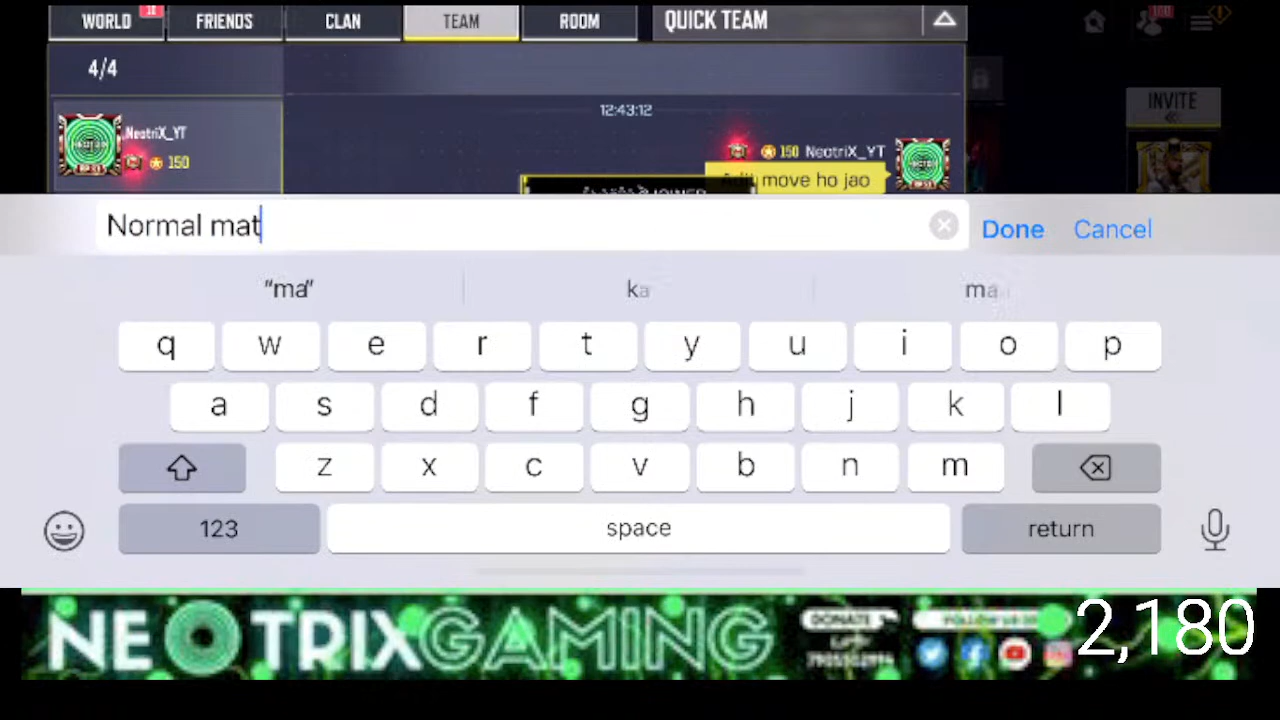 WORLD
FRIENDS
CLAN
TEAM
ROOM
QUICK TEAM
4/4
12:43:12
INVITE
NeotriX_YT
150
150 NeotriX_YT
move ho jao
Normal mat
Done
Cancel
"ma"
ka
q w e r t y u i o p
a s d f g h j k l
z x c v b n m
123
space
return
NEOTRIXGAMING
DONATE
2,180